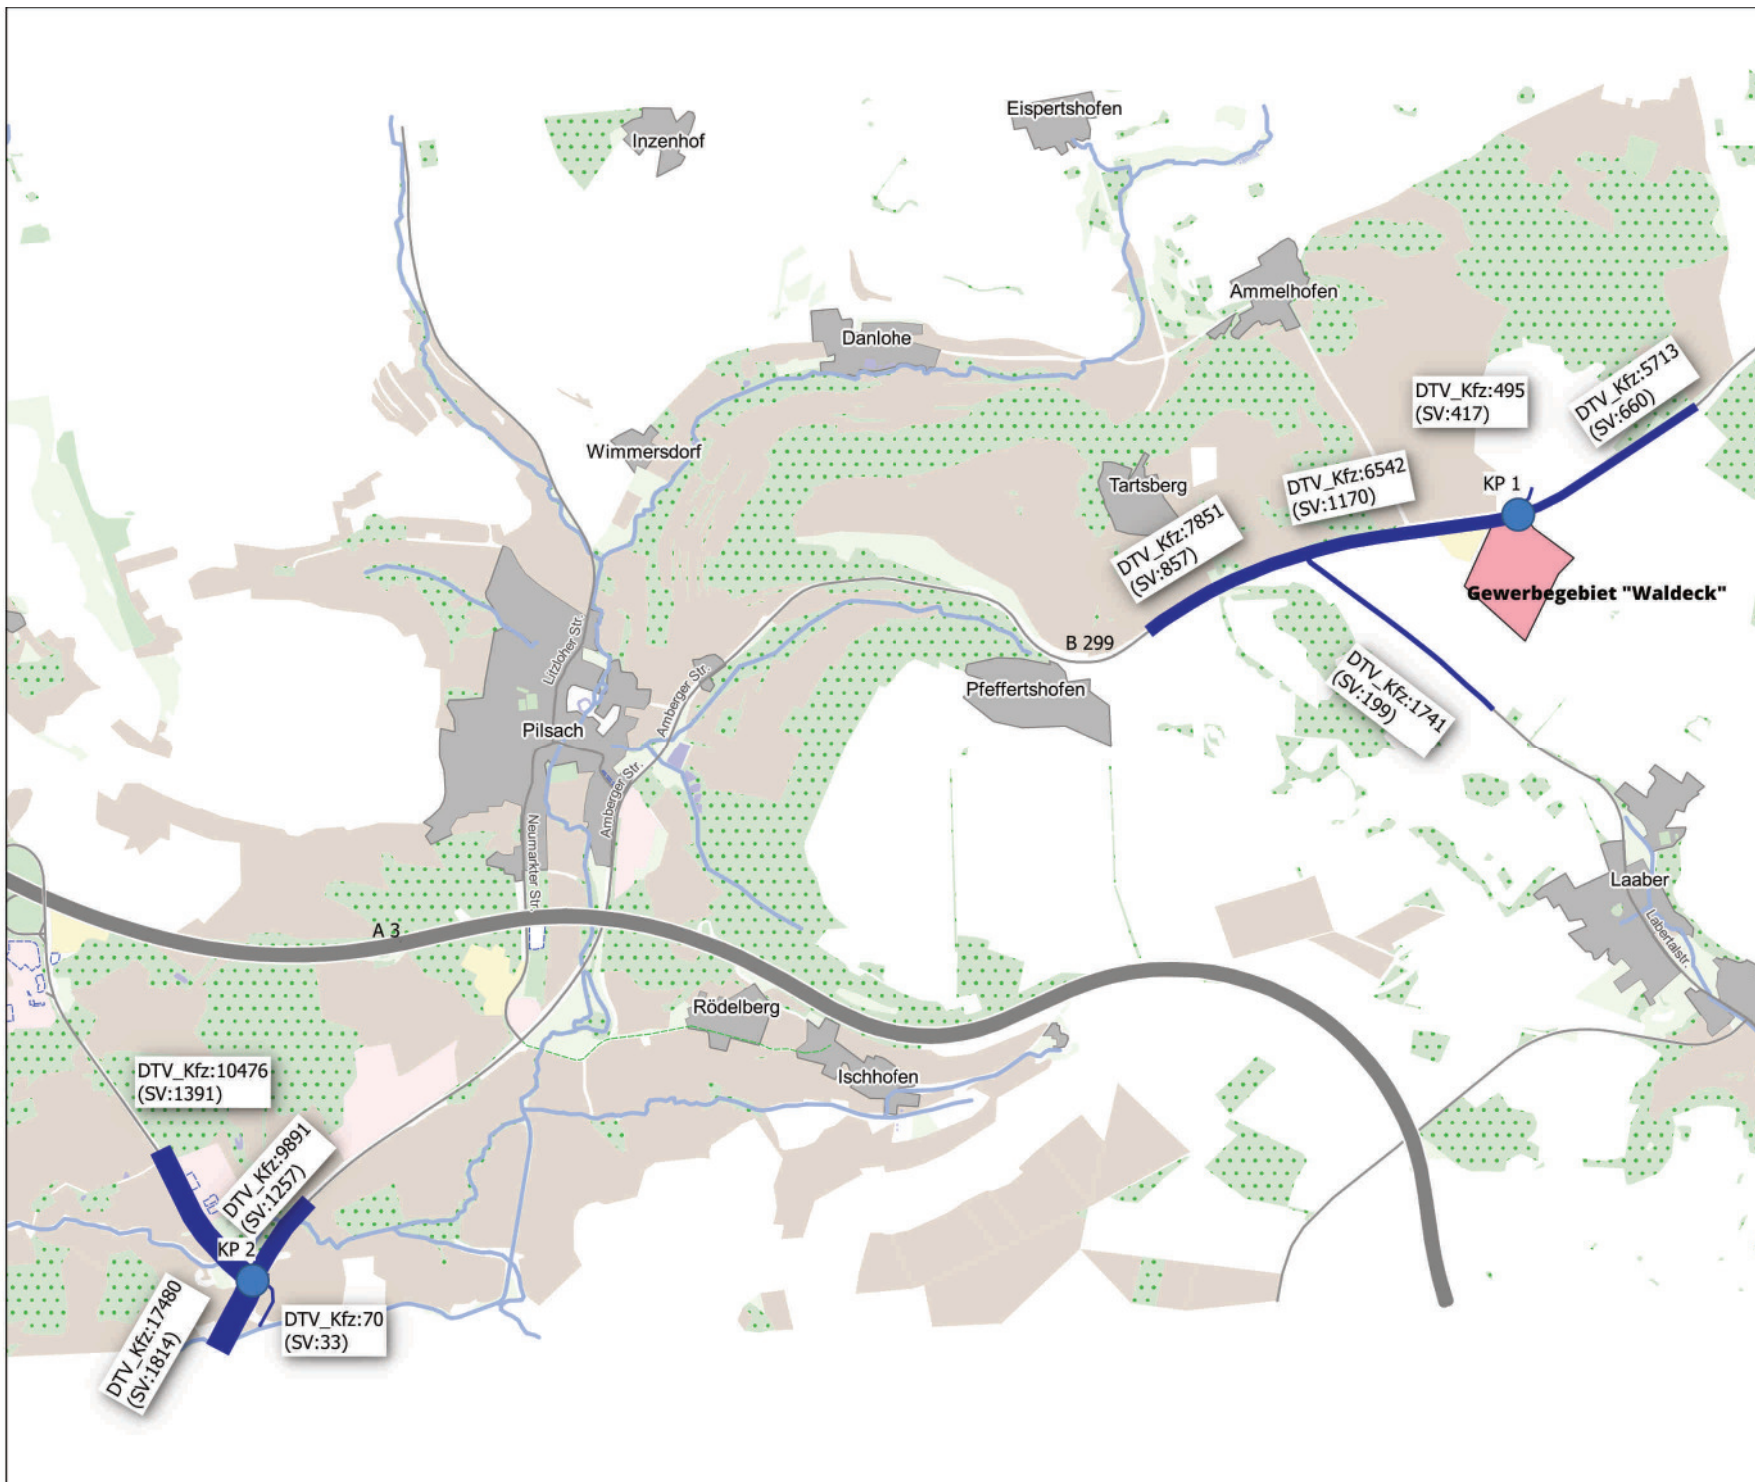 Eispertshofen
Inzenhof
Ammelhofen
Danlohe
DTV_Kfz:5713
(SV:660)
DTV_Kfz:495
(SV:417)
Wimmersdorf
DTV_Kfz:6542
(SV:1170)
Tartsberg
KP 1
DTV_Kfz:7851
(SV:857)
Gewerbegebiet "Waldeck"
Litzloher Str.
B 299
Amberger Str.
Pfeffertshofen
DTV_Kfz:1741
(SV:199)
Pilsach
Amberger Str.
Neumarkter Str.
Laaber
Labertalstr.
A 3
Rödelberg
Ischhofen
DTV_Kfz:10476
(SV:1391)
DTV_Kfz:9891
(SV:1257)
KP 2
DTV_Kfz:17480
(SV:1814)
DTV_Kfz:70
(SV:33)